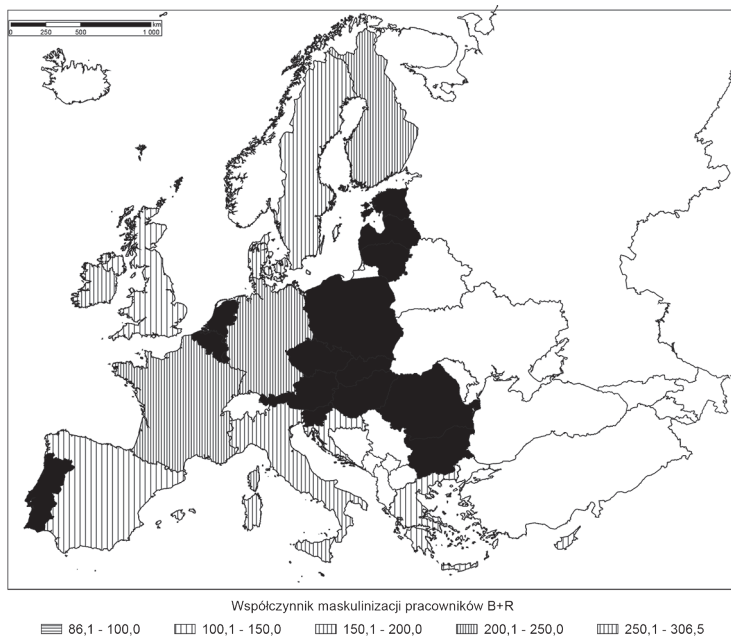 km
0 250 500 1 000
Współczynnik maskulinizacji pracowników B+R
86,1 - 100,0 100,1 - 150,0 150,1 - 200,0 200,1 - 250,0 250,1 - 306,5